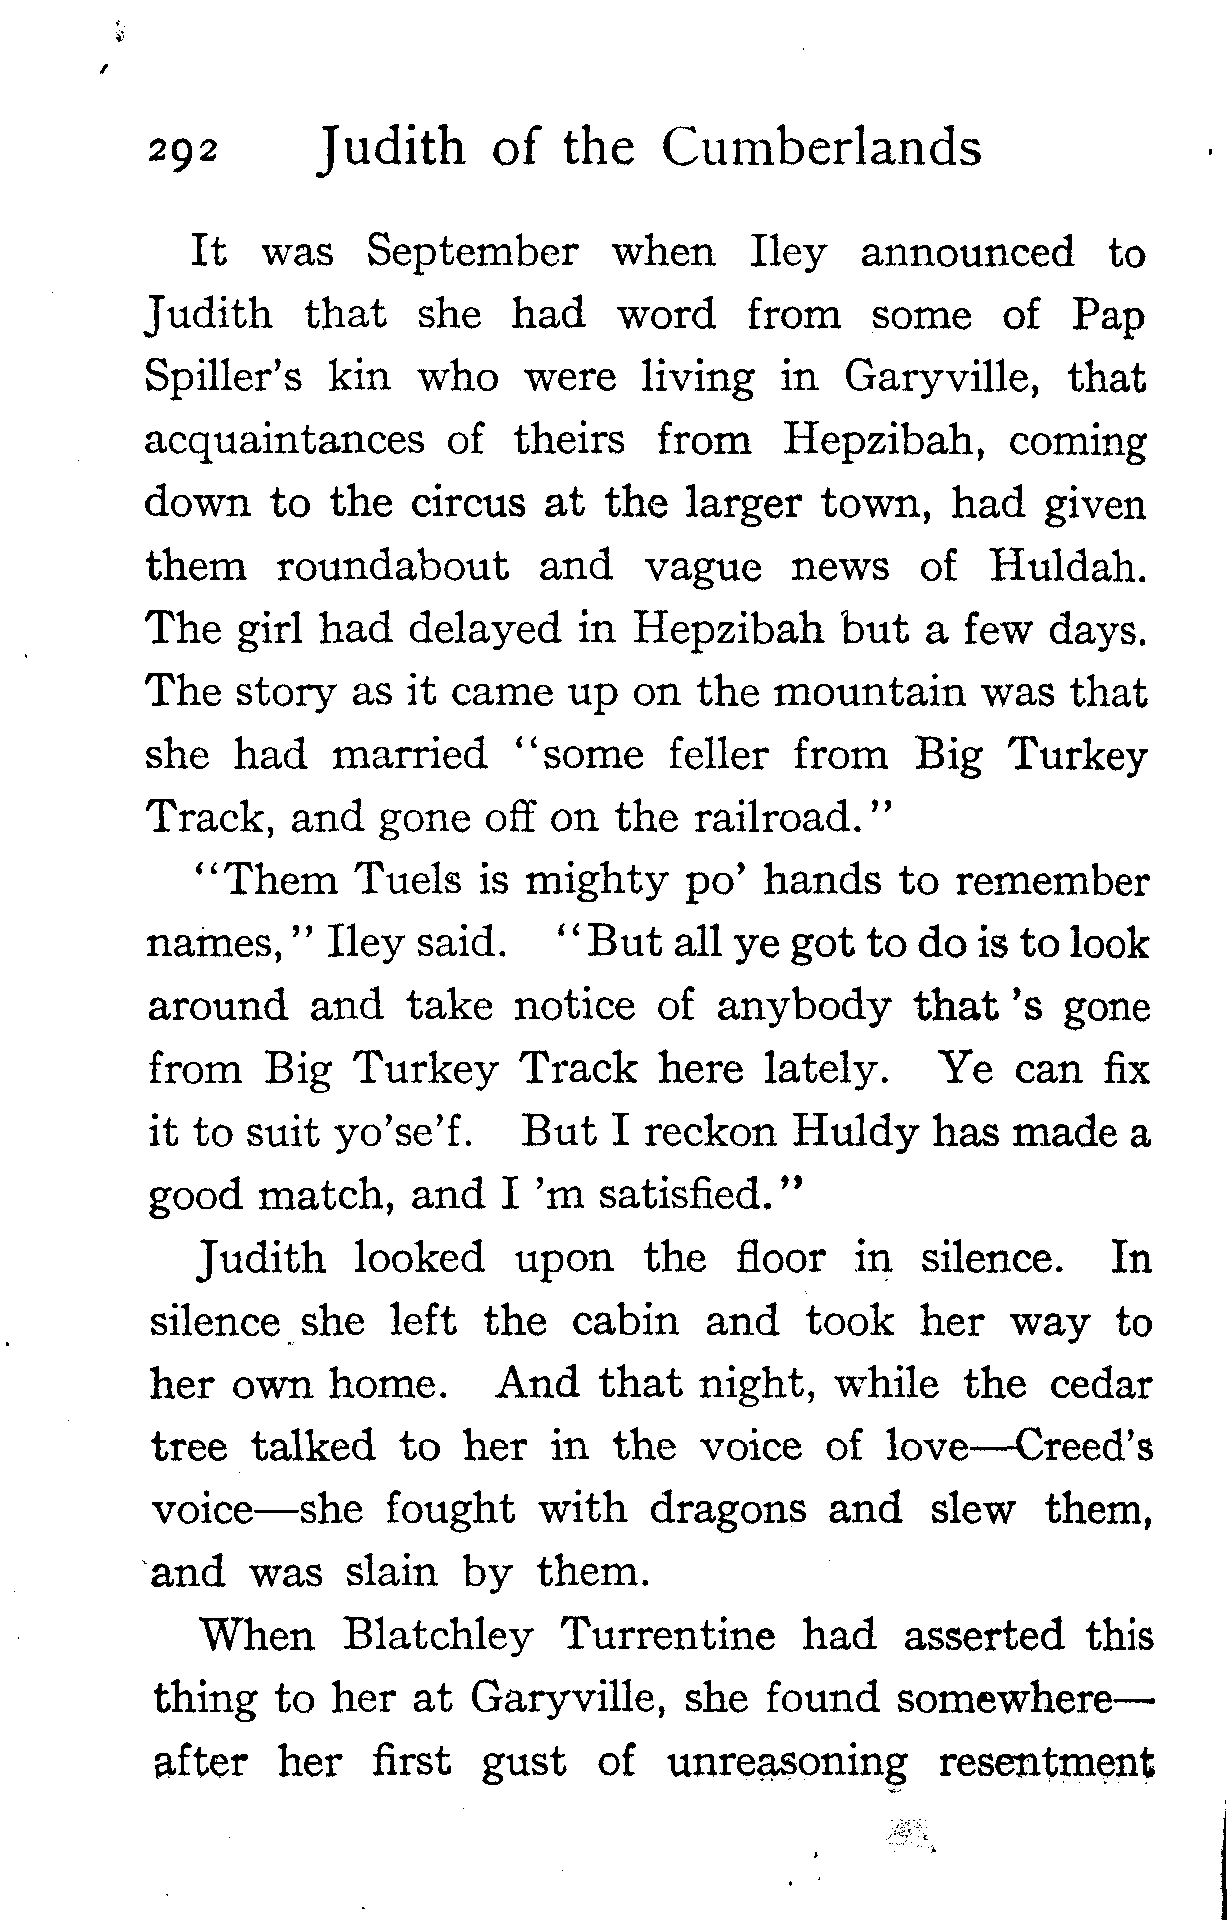 292 Judith of the Cumberlands
It was September when Iley announced to
Judith that she had word from some of Pap
Spiller's kin who were living in Garyville, that
acquaintances of theirs from Hepzibah, coming
down to the circus at the larger town, had given
them roundabout and vague news of Huldah.
The girl had delayed in Hepzibah but a few days.
The story as it came up on the mountain was that
she had married "some feller from Big Turkey
Track, and gone off on the railroad."
"Them Tuels is mighty po' hands to remember
names," Iley said. "But all ye got to do is to look
around and take notice of anybody that 's gone
from Big Turkey Track here lately. Ye can fix
it to suit yo'se'f. But I reckon Huldy has made a
good match, and I 'm satisfied."
Judith looked upon the floor in silence. In
silence she left the cabin and took her way to
her own home. And that night, while the cedar
tree talked to her in the voice of love—Creed's
voice—she fought with dragons and slew them,
and was slain by them.
When Blatchley Turrentine had asserted this
thing to her at Garyville, she found somewhere—
after her first gust of unreasoning resentment